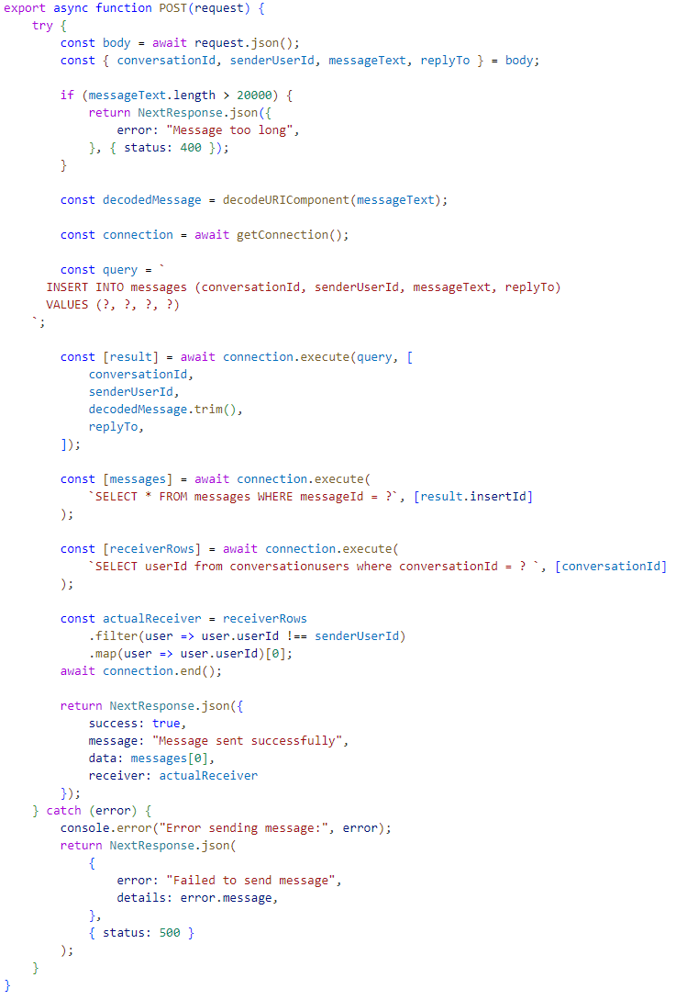 export async function POST(request) {
    try {
        const body = await request.json();
        const { conversationId, senderUserId, messageText, replyTo } = body;

        if (messageText.length > 20000) {
            return NextResponse.json({
                error: "Message too long",
            }, { status: 400 });
        }

        const decodedMessage = decodeURIComponent(messageText);

        const connection = await getConnection();

        const query = `
      INSERT INTO messages (conversationId, senderUserId, messageText, replyTo)
      VALUES (?, ?, ?, ?)
    `;

        const [result] = await connection.execute(query, [
            conversationId,
            senderUserId,
            decodedMessage.trim(),
            replyTo,
        ]);

        const [messages] = await connection.execute(
            `SELECT * FROM messages WHERE messageId = ?`, [result.insertId]
        );

        const [receiverRows] = await connection.execute(
            `SELECT userId from conversationusers where conversationId = ? `, [conversationId]
        );

        const actualReceiver = receiverRows
            .filter(user => user.userId !== senderUserId)
            .map(user => user.userId)[0];
        await connection.end();

        return NextResponse.json({
            success: true,
            message: "Message sent successfully",
            data: messages[0],
            receiver: actualReceiver
        });
    } catch (error) {
        console.error("Error sending message:", error);
        return NextResponse.json(
            {
                error: "Failed to send message",
                details: error.message,
            },
            { status: 500 }
        );
    }
}